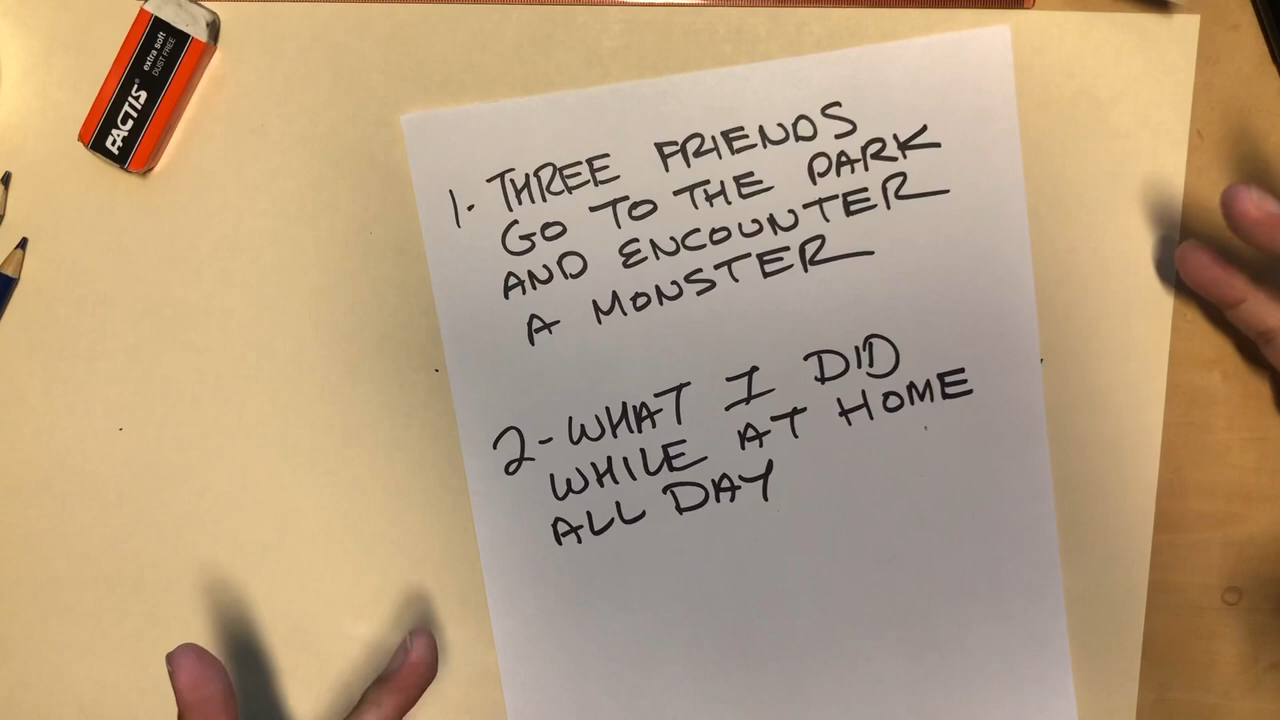 FACTIS®
extra soft
DUST FREE
1. THREE FRIENDS
GO TO THE PARK
AND ENCOUNTER
A MONSTER
2-WHAT I DID
WHILE AT HOME
ALL DAY